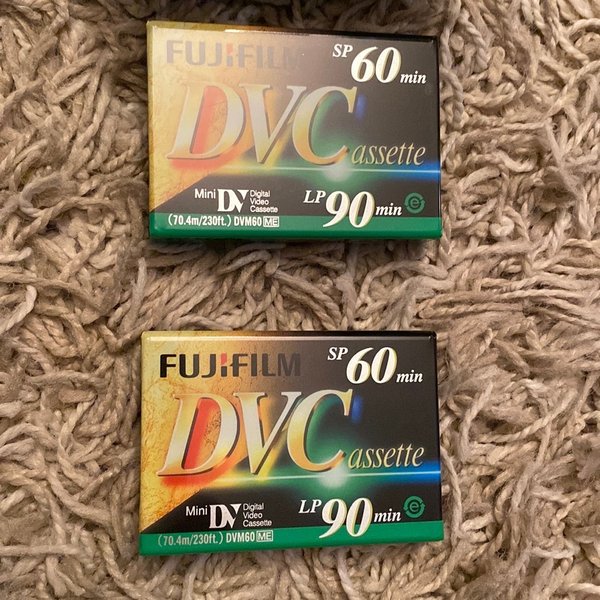 FUJIFILM SP 60 min
DVCassette
Mini DV Digital Video Cassette LP 90 min e
(70.4m/230ft.) DVM60 ME
FUJIFILM SP 60 min
DVCassette
Mini DV Digital Video Cassette LP 90 min e
(70.4m/230ft.) DVM60 ME